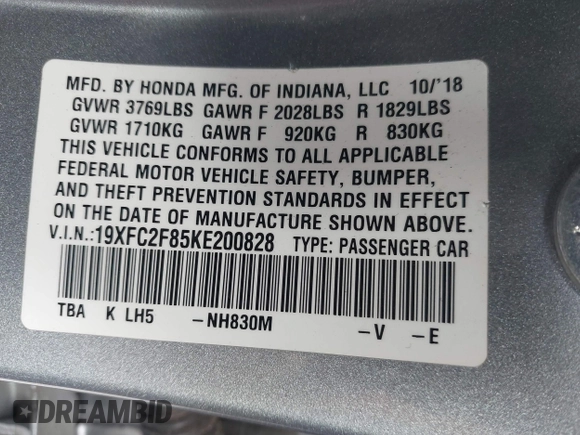 MFD. BY HONDA MFG. OF INDIANA, LLC 10/'18
GVWR 3769LBS GAWR F 2028LBS R 1829LBS
GVWR 1710KG GAWR F 920KG R 830KG
THIS VEHICLE CONFORMS TO ALL APPLICABLE
FEDERAL MOTOR VEHICLE SAFETY, BUMPER,
AND THEFT PREVENTION STANDARDS IN EFFECT
ON THE DATE OF MANUFACTURE SHOWN ABOVE.
V.I.N.:19XFC2F85KE200828 TYPE: PASSENGER CAR
TBA K LH5 -NH830M -V -E
DREAMBID